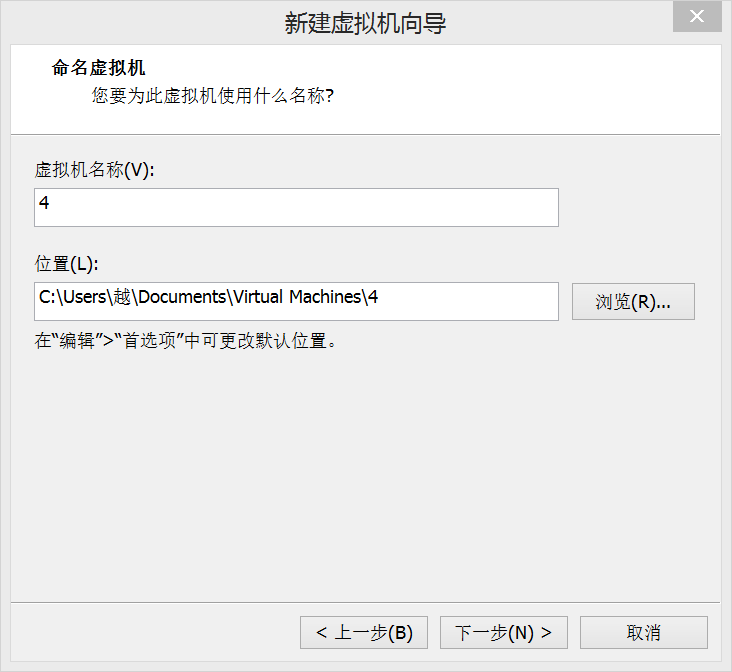 新建虚拟机向导
命名虚拟机
您要为此虚拟机使用什么名称?
虚拟机名称(V):
4
位置(L):
C:\Users\越\Documents\Virtual Machines\4
浏览(R)...
在“编辑”>“首选项”中可更改默认位置。
< 上一步(B)
下一步(N) >
取消